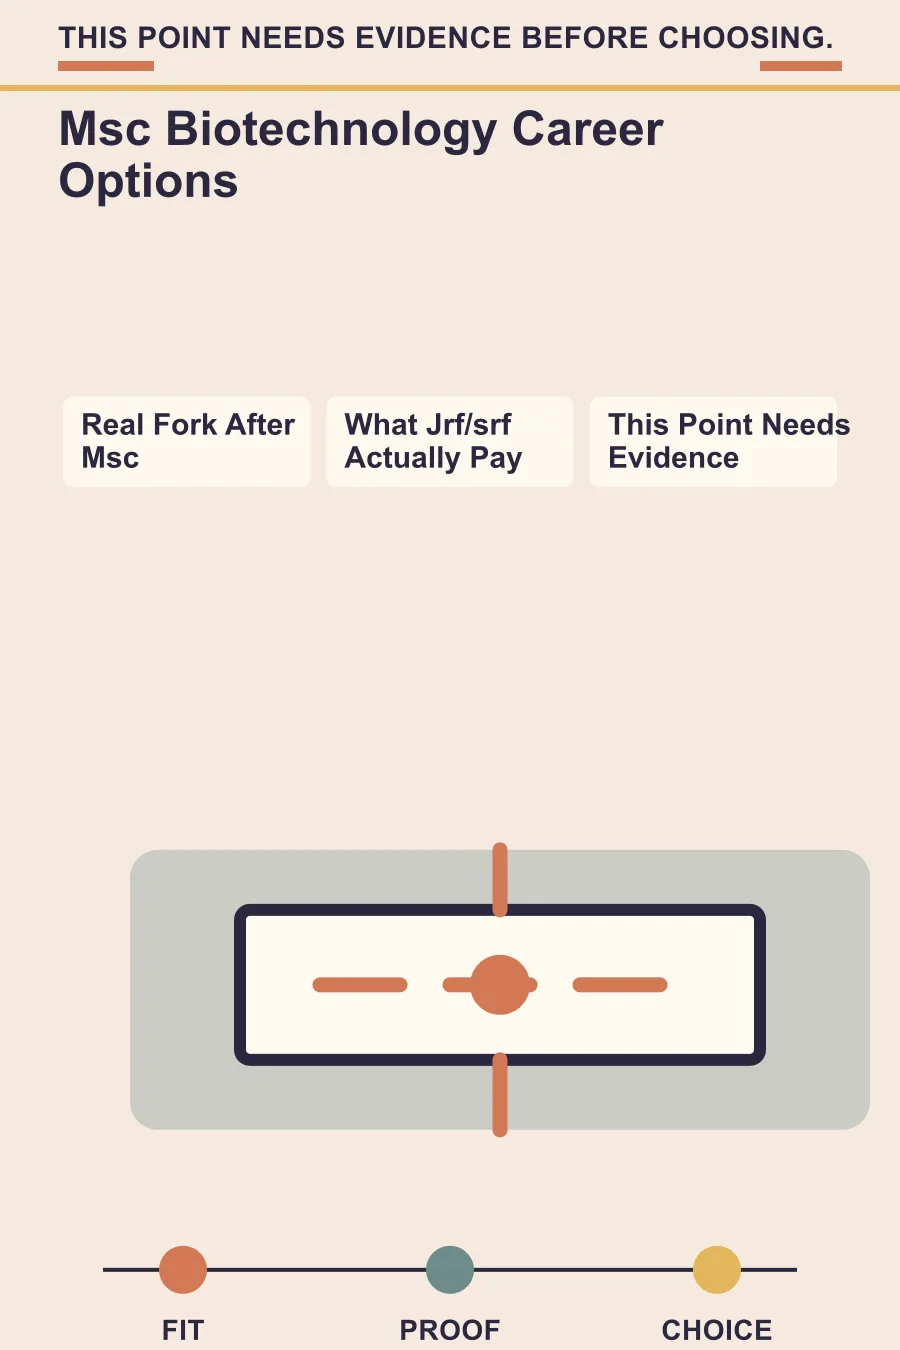 THIS POINT NEEDS EVIDENCE BEFORE CHOOSING.
Msc Biotechnology Career
Options
Real Fork After
Msc
What Jrf/srf
Actually Pay
This Point Needs
Evidence
FIT
PROOF
CHOICE